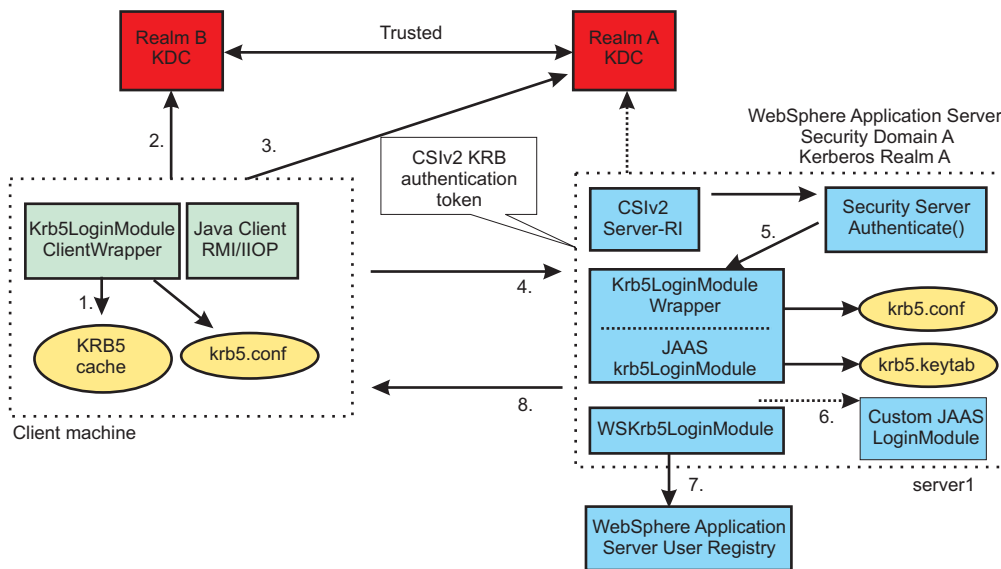 Realm B
KDC
Trusted
Realm A
KDC
WebSphere Application Server
Security Domain A
Kerberos Realm A
2.
3.
CSIv2 KRB
authentication
token
Krb5LoginModule
ClientWrapper
Java Client
RMI/IIOP
CSIv2
Server-RI
Security Server
Authenticate()
5.
4.
1.
KRB5
cache
krb5.conf
Krb5LoginModule
Wrapper
JAAS
krb5LoginModule
krb5.conf
krb5.keytab
8.
6.
WSKrb5LoginModule
Custom JAAS
LoginModule
Client machine
7.
server1
WebSphere Application
Server User Registry